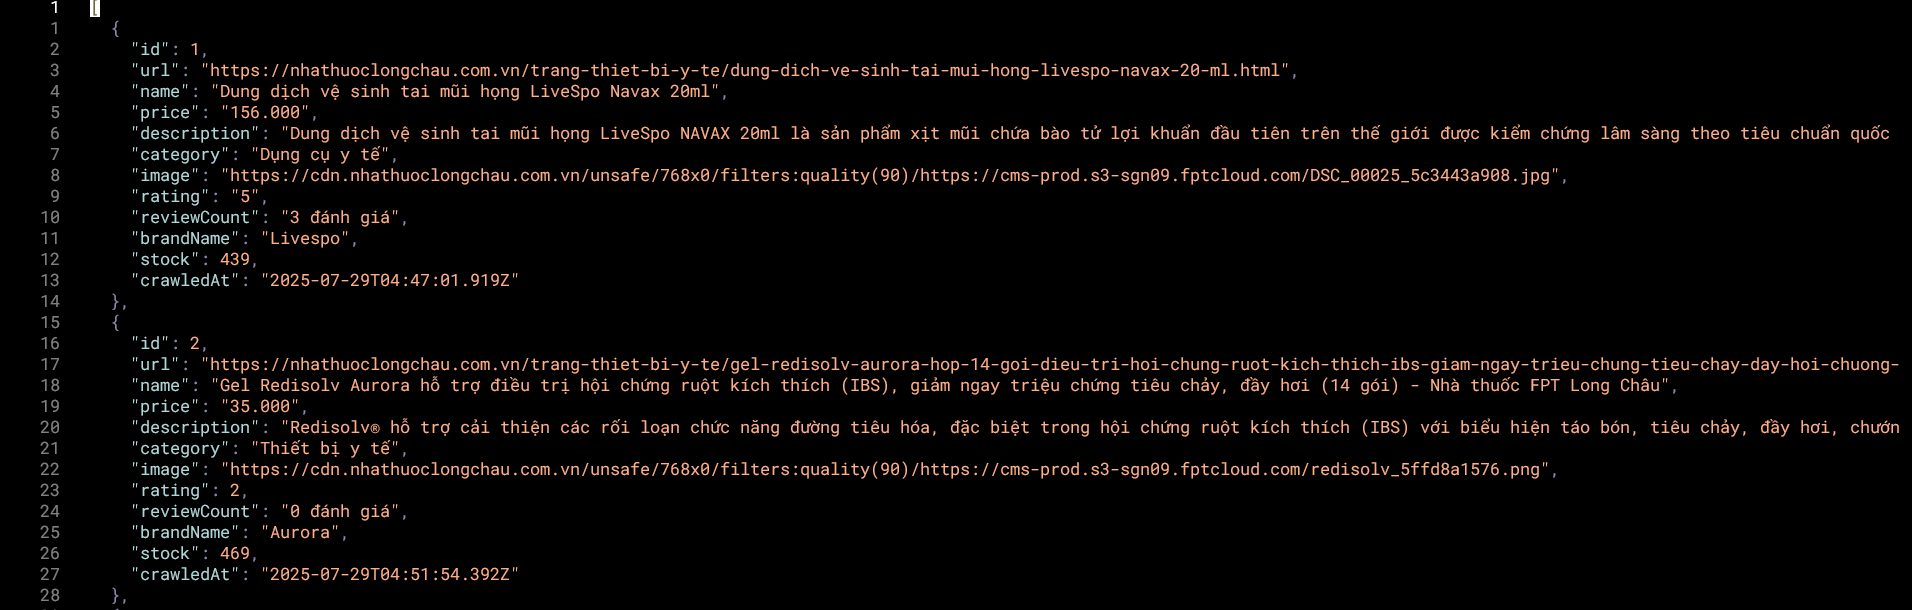 1 [
1 {
2 "id": 1,
3 "url": "https://nhathuoclongchau.com.vn/trang-thiet-bi-y-te/dung-dich-ve-sinh-tai-mui-hong-livespo-navax-20-ml.html",
4 "name": "Dung dịch vệ sinh tai mũi họng LiveSpo Navax 20ml",
5 "price": "156.000",
6 "description": "Dung dịch vệ sinh tai mũi họng LiveSpo NAVAX 20ml là sản phẩm xịt mũi chứa bào tử lợi khuẩn đầu tiên trên thế giới được kiểm chứng lâm sàng theo tiêu chuẩn quốc
7 "category": "Dụng cụ y tế",
8 "image": "https://cdn.nhathuoclongchau.com.vn/unsafe/768x0/filters:quality(90)/https://cms-prod.s3-sgn09.fptcloud.com/DSC_00025_5c3443a908.jpg",
9 "rating": "5",
10 "reviewCount": "3 đánh giá",
11 "brandName": "Livespo",
12 "stock": 439,
13 "crawledAt": "2025-07-29T04:47:01.919Z"
14 },
15 {
16 "id": 2,
17 "url": "https://nhathuoclongchau.com.vn/trang-thiet-bi-y-te/gel-redisolv-aurora-hop-14-goi-dieu-tri-hoi-chung-ruot-kich-thich-ibs-giam-ngay-trieu-chung-tieu-chay-day-hoi-chuong-
18 "name": "Gel Redisolv Aurora hỗ trợ điều trị hội chứng ruột kích thích (IBS), giảm ngay triệu chứng tiêu chảy, đầy hơi (14 gói) - Nhà thuốc FPT Long Châu",
19 "price": "35.000",
20 "description": "Redisolv® hỗ trợ cải thiện các rối loạn chức năng đường tiêu hóa, đặc biệt trong hội chứng ruột kích thích (IBS) với biểu hiện táo bón, tiêu chảy, đầy hơi, chướn
21 "category": "Thiết bị y tế",
22 "image": "https://cdn.nhathuoclongchau.com.vn/unsafe/768x0/filters:quality(90)/https://cms-prod.s3-sgn09.fptcloud.com/redisolv_5ffd8a1576.png",
23 "rating": 2,
24 "reviewCount": "0 đánh giá",
25 "brandName": "Aurora",
26 "stock": 469,
27 "crawledAt": "2025-07-29T04:51:54.392Z"
28 },